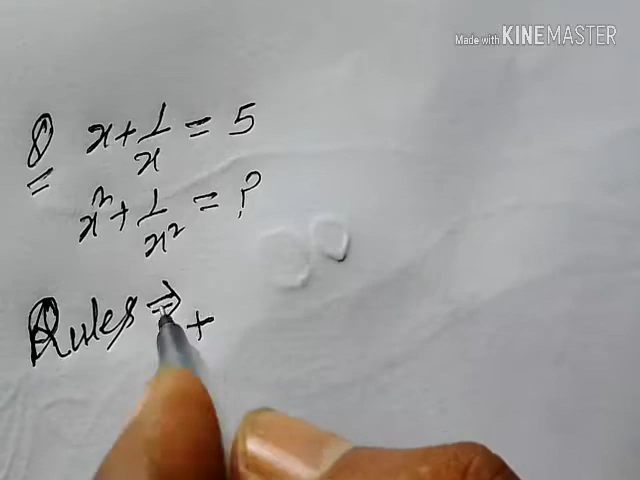 Made with KINEMASTER
Q x + 1/x = 5
x² + 1/x² = ?
Rules ⇒ +